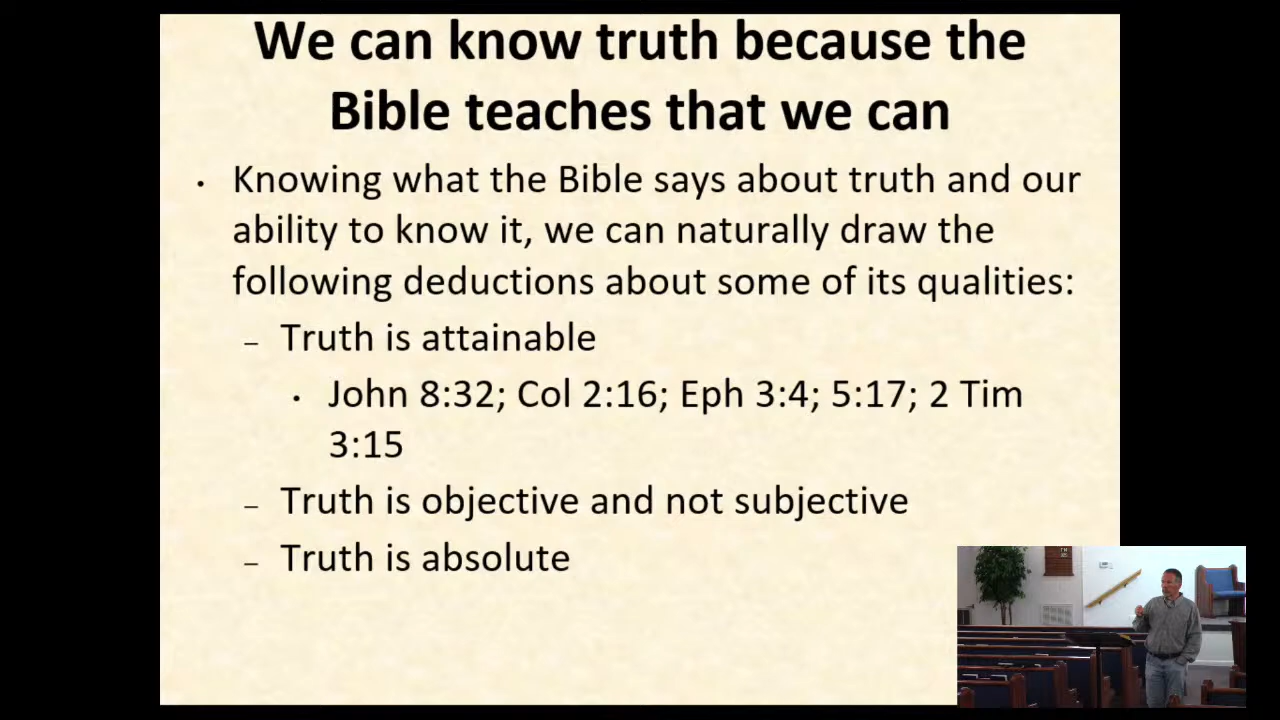 We can know truth because the
Bible teaches that we can
• Knowing what the Bible says about truth and our
ability to know it, we can naturally draw the
following deductions about some of its qualities:
– Truth is attainable
• John 8:32; Col 2:16; Eph 3:4; 5:17; 2 Tim
3:15
– Truth is objective and not subjective
– Truth is absolute